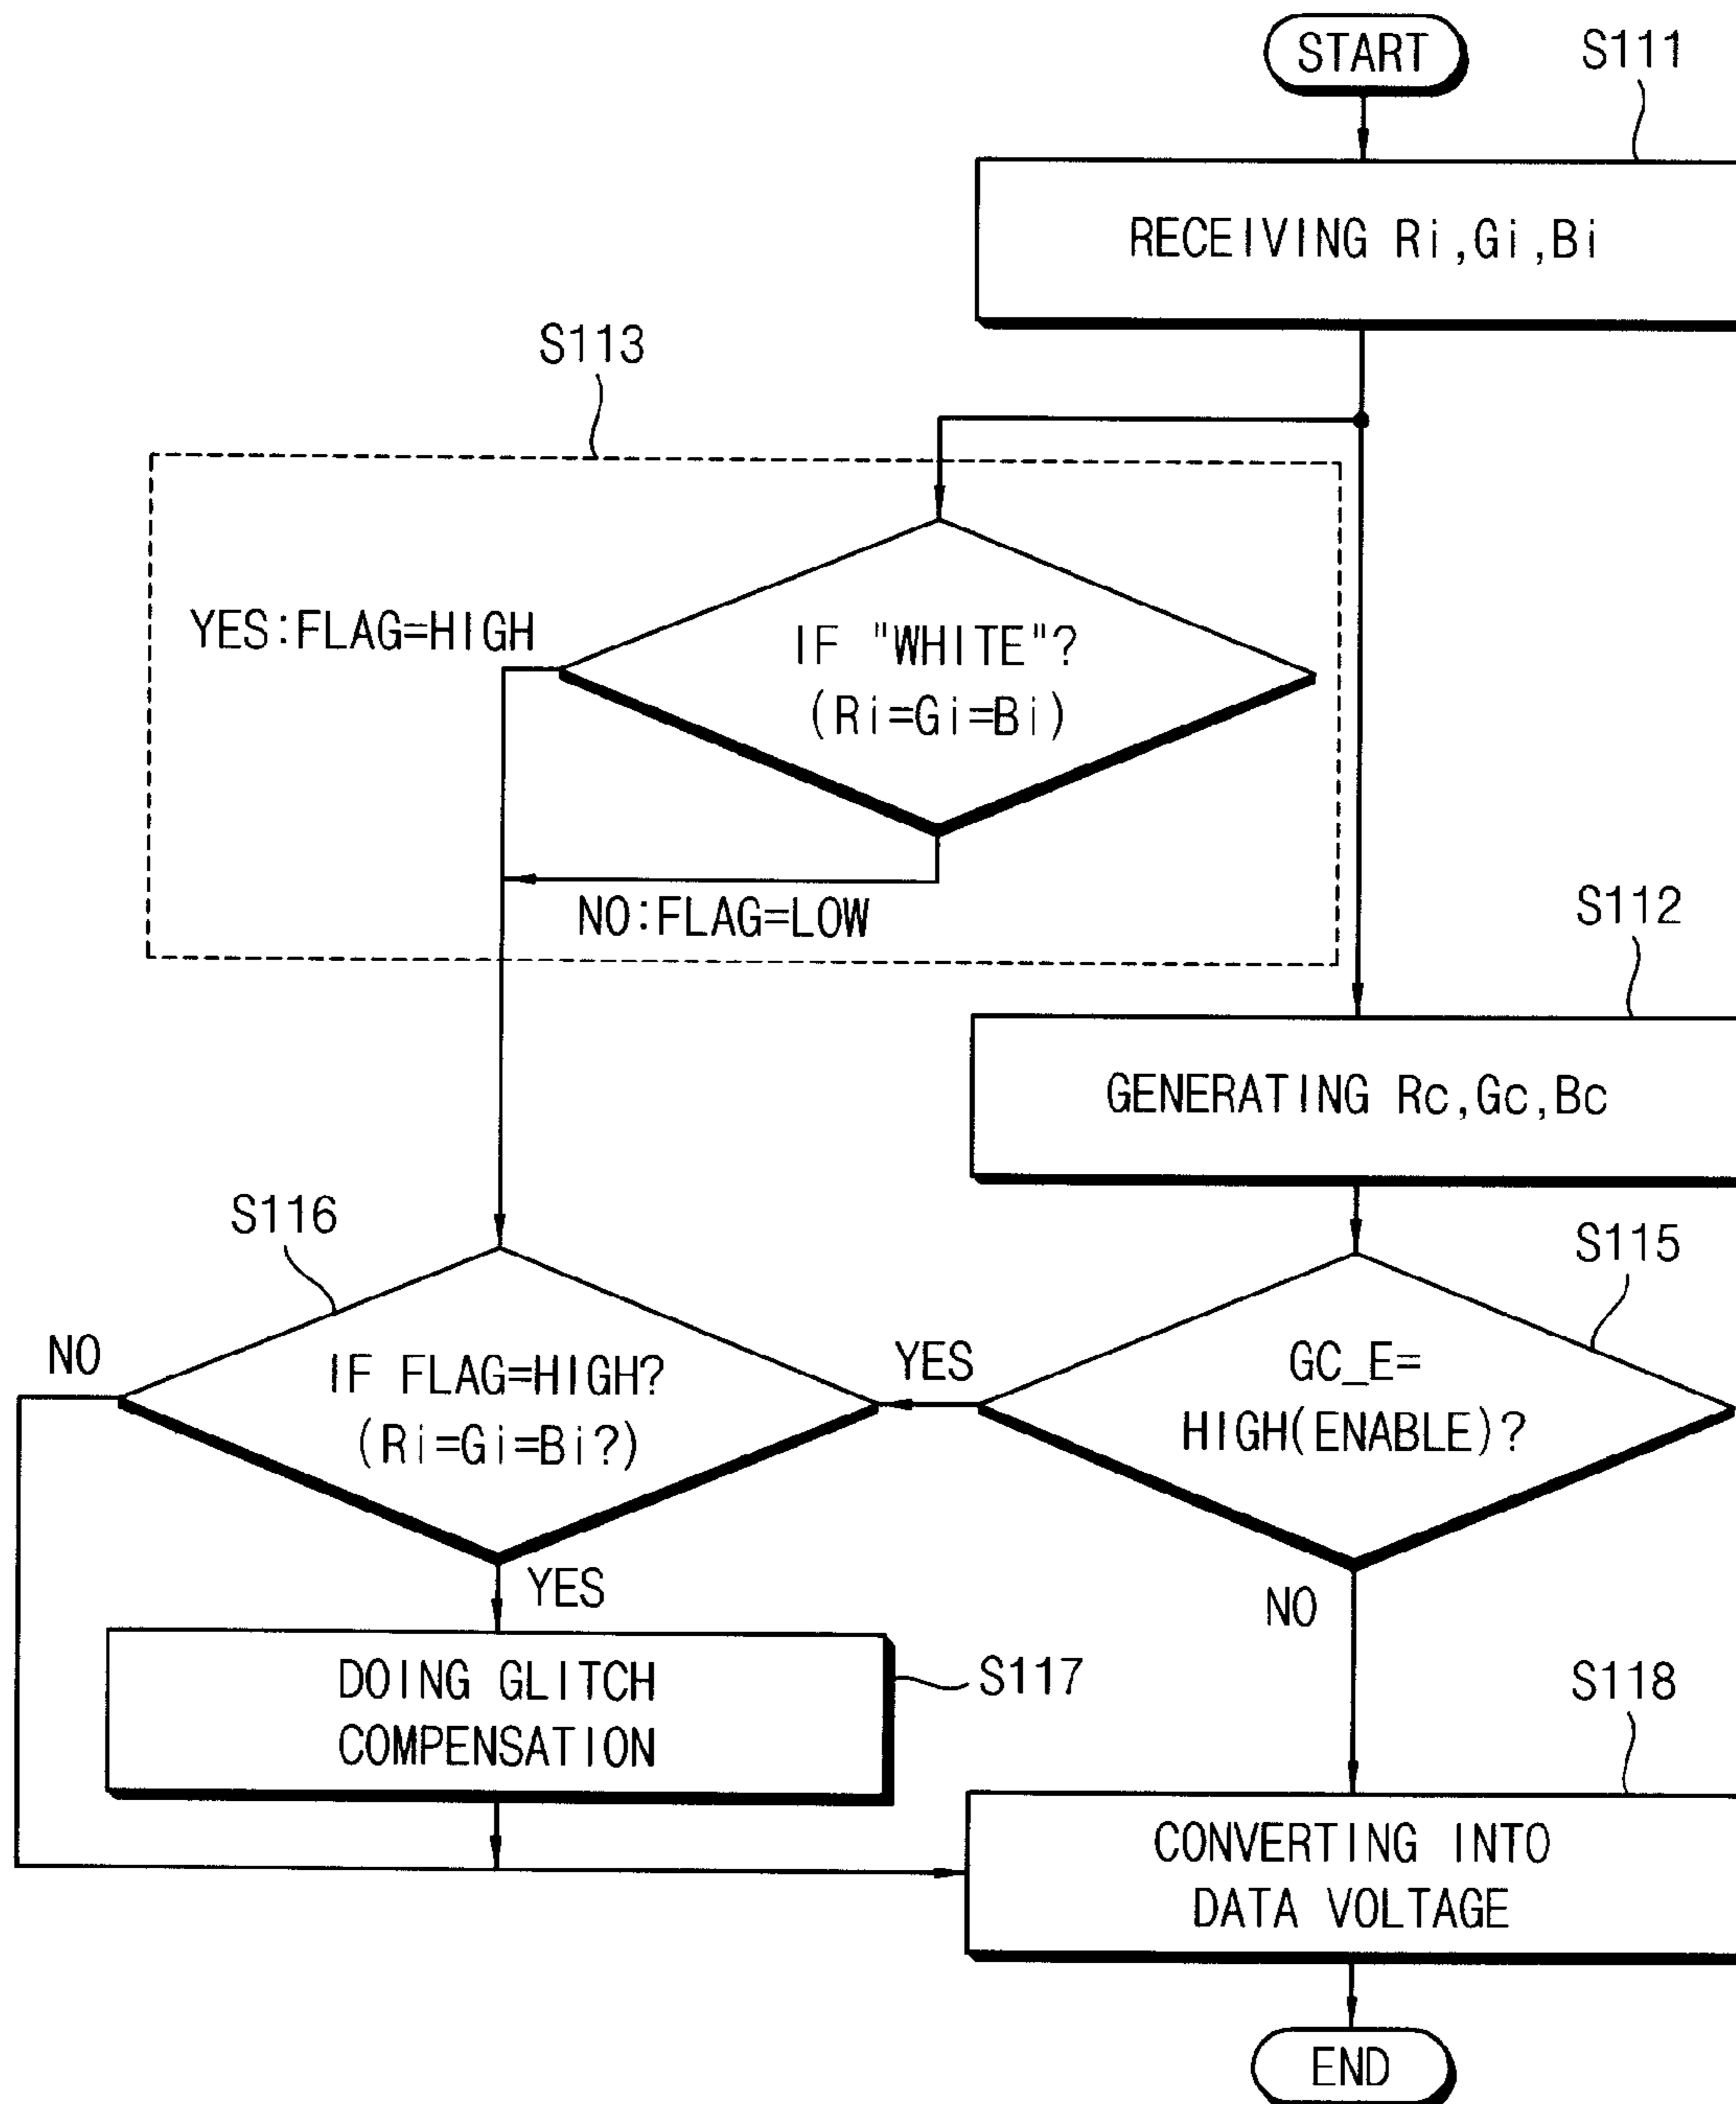 START
S111
RECEIVING Ri,Gi,Bi
S113
YES:FLAG=HIGH
IF "WHITE"?
(Ri=Gi=Bi)
NO:FLAG=LOW
S112
GENERATING Rc,Gc,Bc
S116
S115
NO
IF FLAG=HIGH?
(Ri=Gi=Bi?)
YES
GC_E=
HIGH(ENABLE)?
YES
NO
DOING GLITCH
COMPENSATION
S117
S118
CONVERTING INTO
DATA VOLTAGE
END